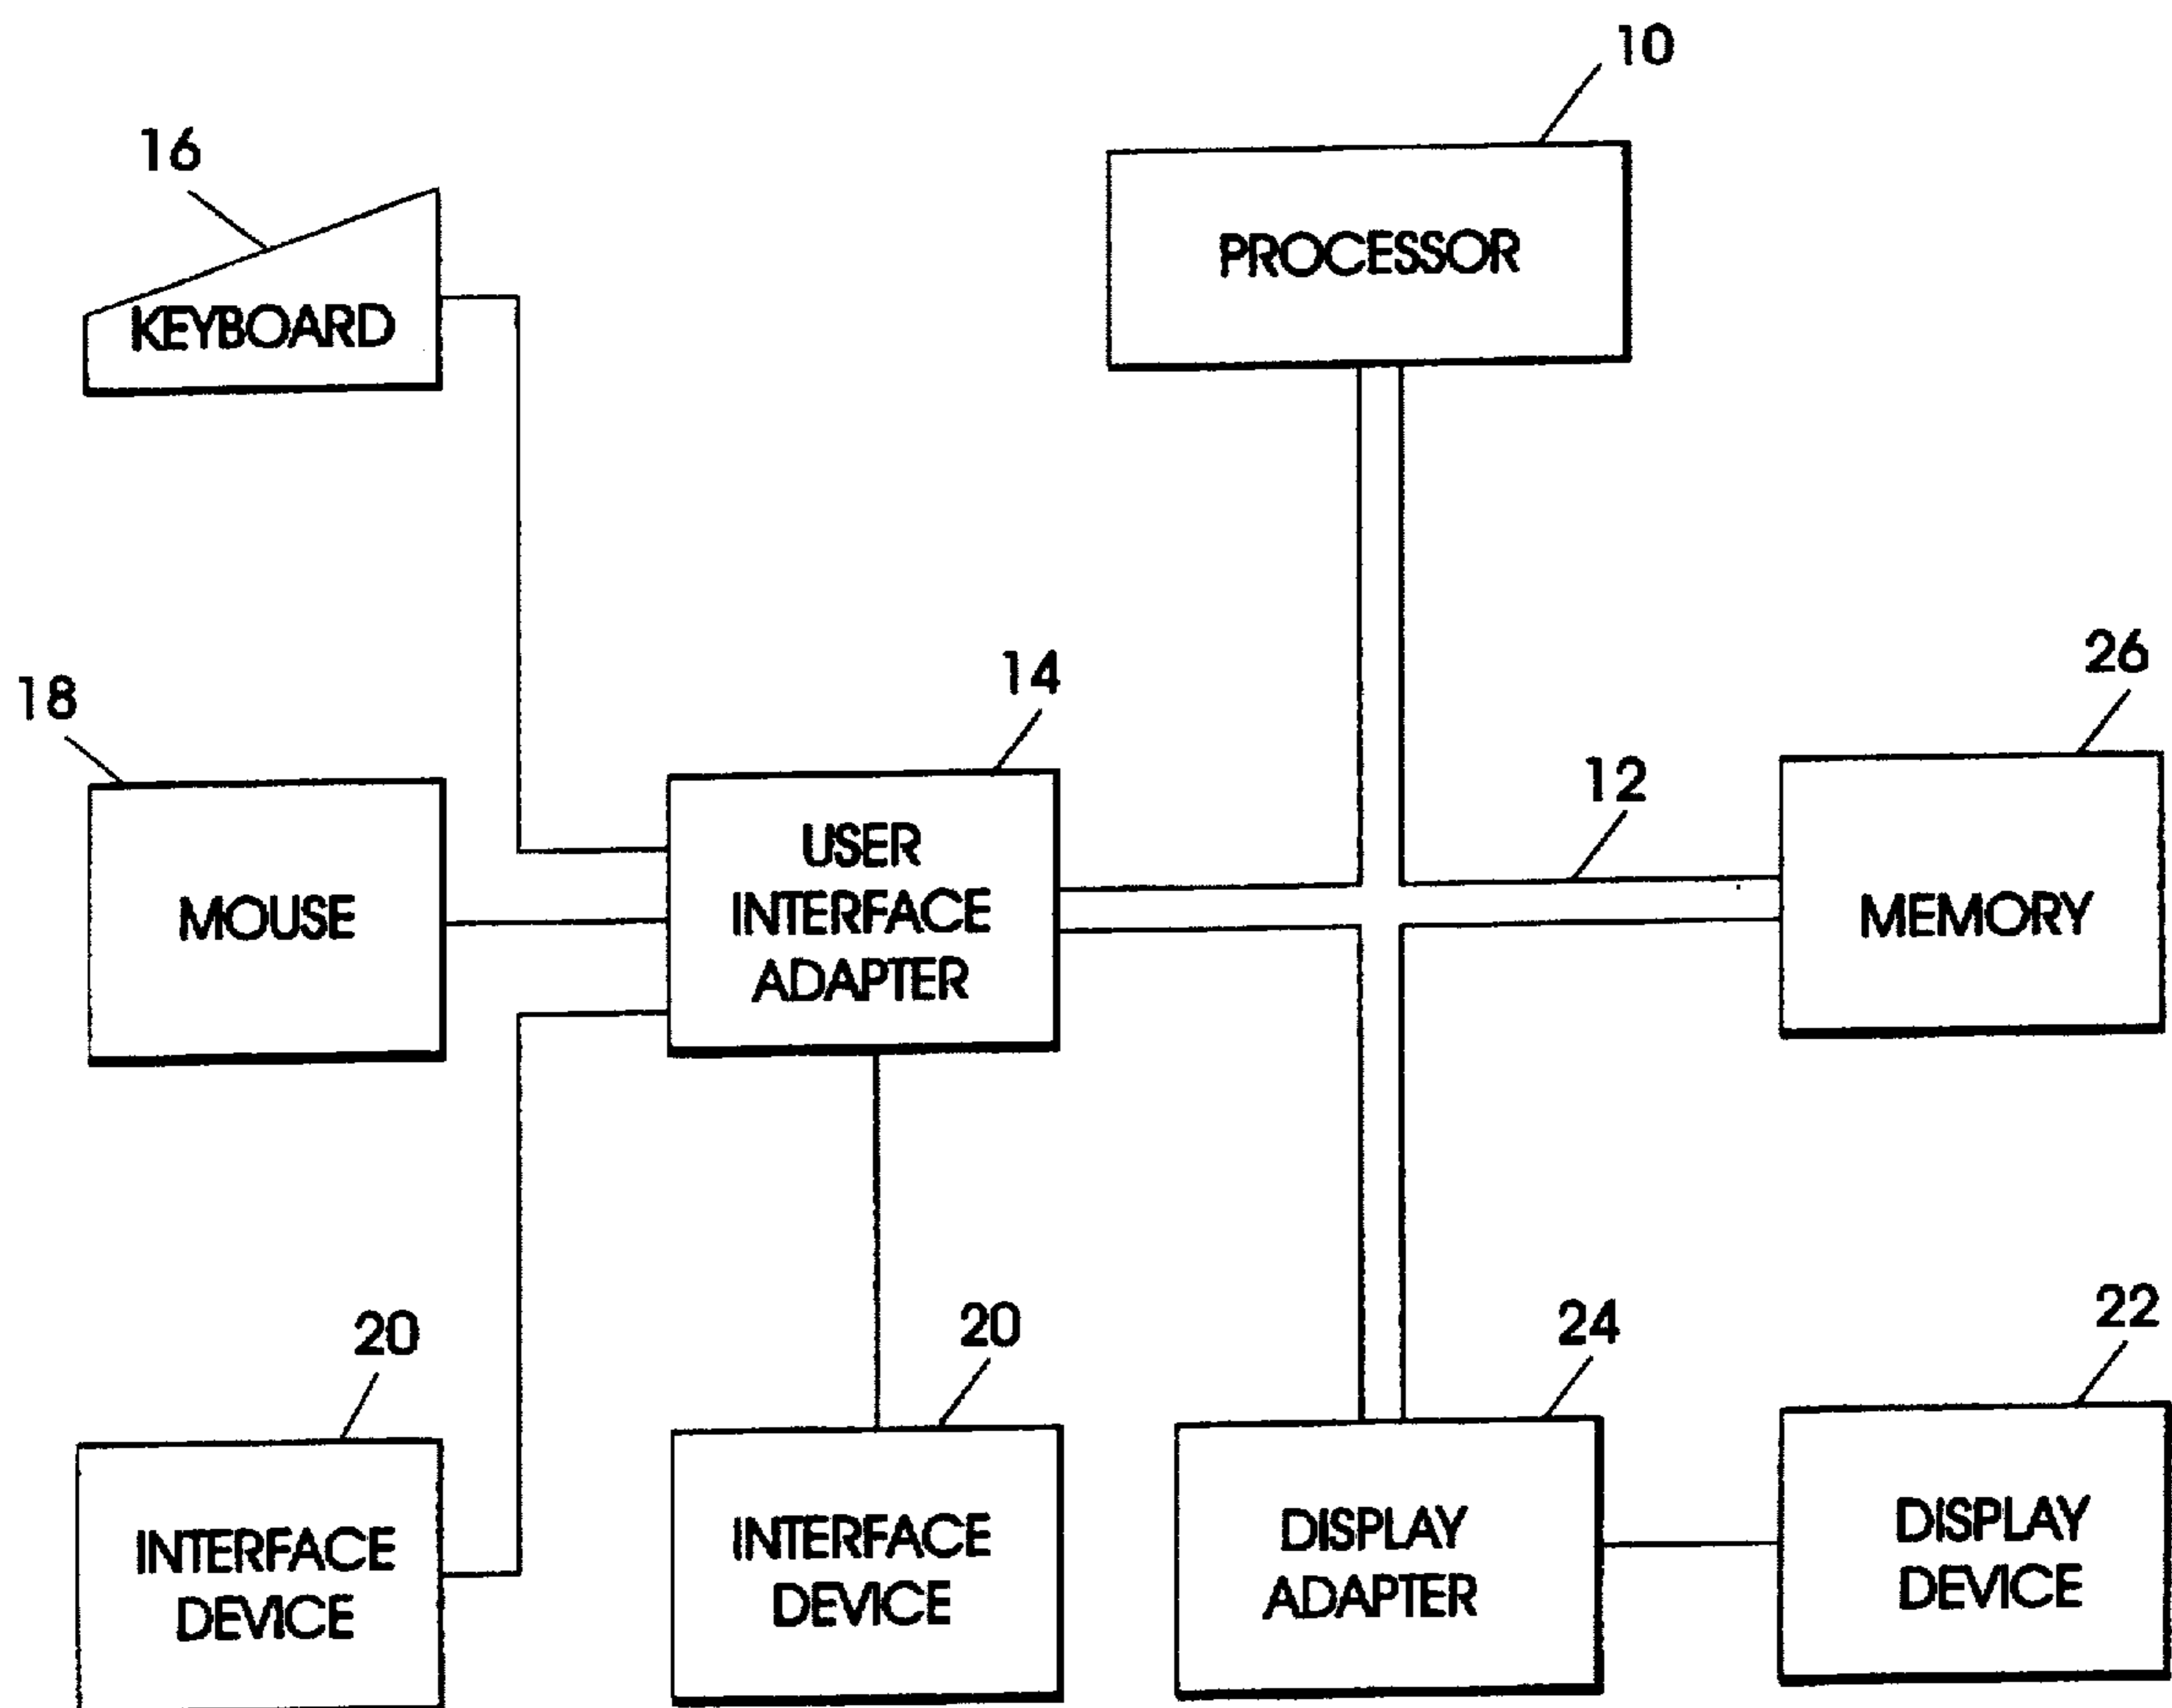 10
16
PROCESSOR
KEYBOARD
26
14
18
12
USER
INTERFACE
ADAPTER
MOUSE
MEMORY
22
24
20
20
DISPLAY
DEVICE
DISPLAY
ADAPTER
INTERFACE
DEVICE
INTERFACE
DEVICE